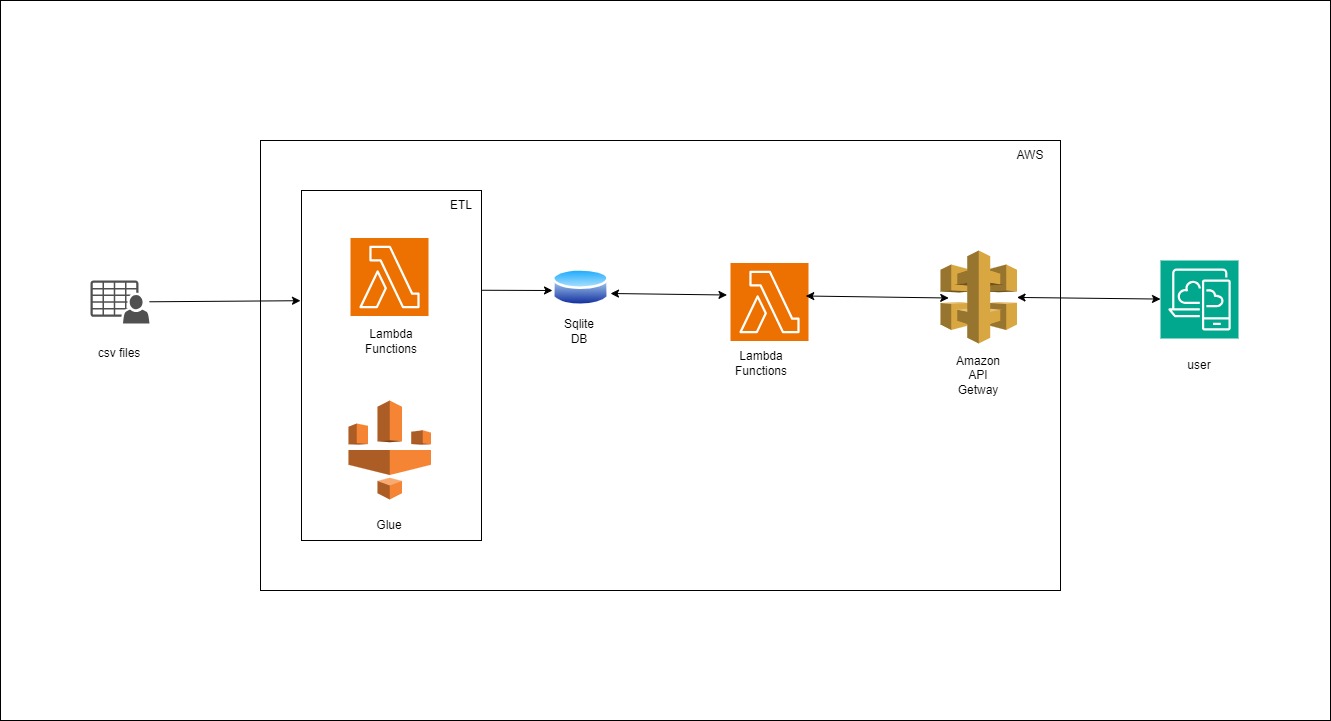 AWS
ETL
Lambda
Functions
Glue
csv files
Sqlite
DB
Lambda
Functions
Amazon
API
Getway
user